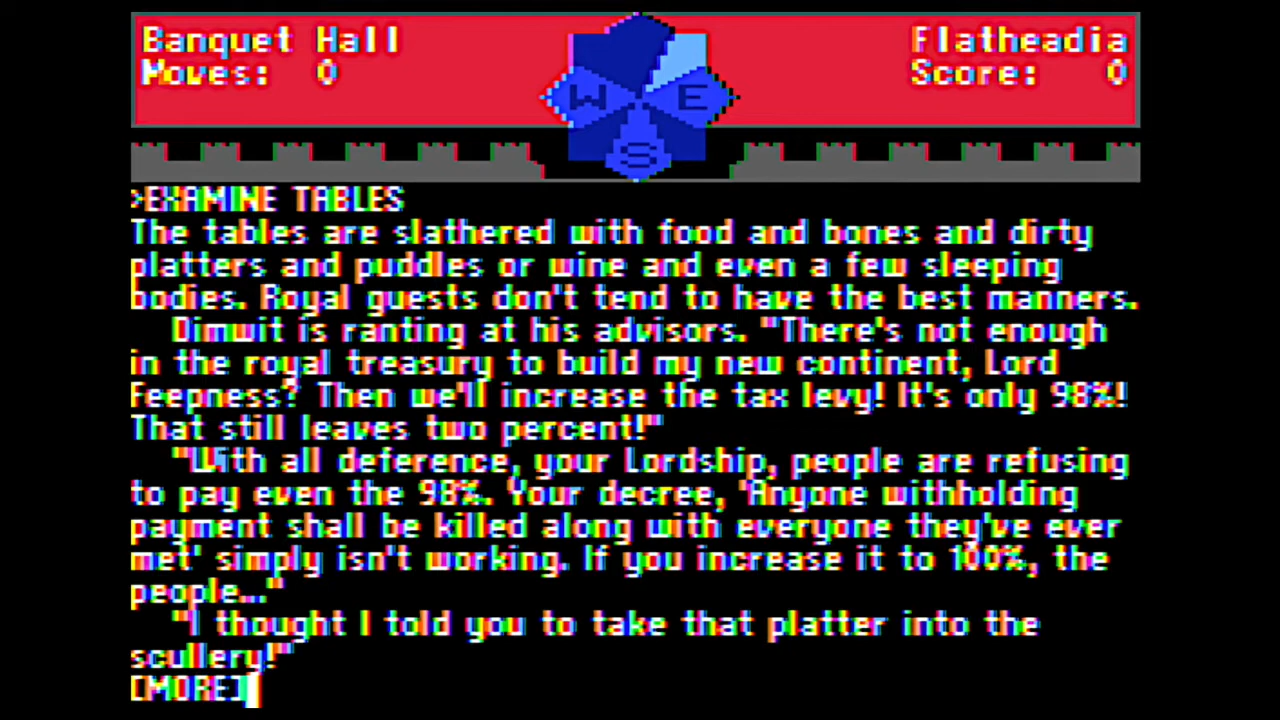 Banquet Hall Flatheadia
Moves: 0 Score: 0
W E
S
>EXAMINE TABLES
The tables are slathered with food and bones and dirty
platters and puddles or wine and even a few sleeping
bodies. Royal guests don't tend to have the best manners.
Dimwit is ranting at his advisors. "There's not enough
in the royal treasury to build my new continent, Lord
Feepness? Then we'll increase the tax levy! It's only 98%!
That still leaves two percent!"
"With all deference, your Lordship, people are refusing
to pay even the 98%. Your decree, 'Anyone withholding
payment shall be killed along with everyone they've ever
met' simply isn't working. If you increase it to 100%, the
people..."
"I thought I told you to take that platter into the
scullery!"
[MORE]